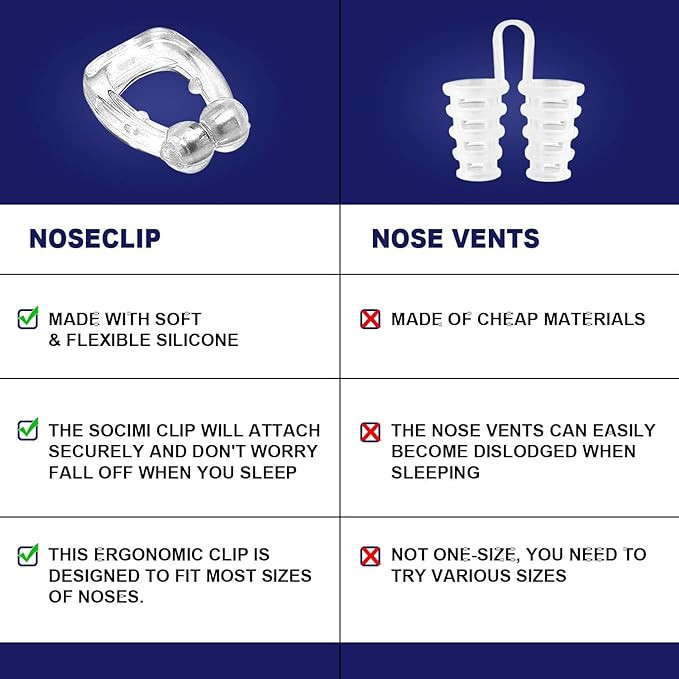 NOSECLIP
NOSE VENTS
MADE WITH SOFT
& FLEXIBLE SILICONE
MADE OF CHEAP MATERIALS
THE SOCIMI CLIP WILL ATTACH
SECURELY AND DON'T WORRY
FALL OFF WHEN YOU SLEEP
THE NOSE VENTS CAN EASILY
BECOME DISLODGED WHEN
SLEEPING
THIS ERGONOMIC CLIP IS
DESIGNED TO FIT MOST SIZES
OF NOSES.
NOT ONE-SIZE, YOU NEED TO
TRY VARIOUS SIZES